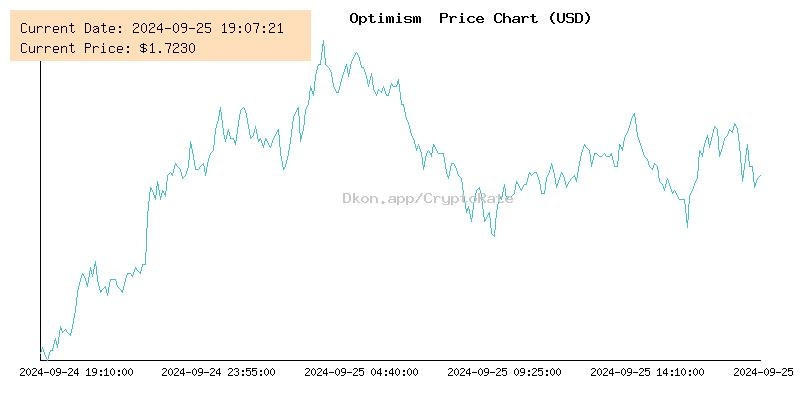 Optimism  Price Chart (USD)
Current Date: 2024-09-25 19:07:21
Current Price: $1.7230
Dkon.app/CryptoRate
2024-09-24 19:10:00 2024-09-24 23:55:00 2024-09-25 04:40:00 2024-09-25 09:25:00 2024-09-25 14:10:00 2024-09-25